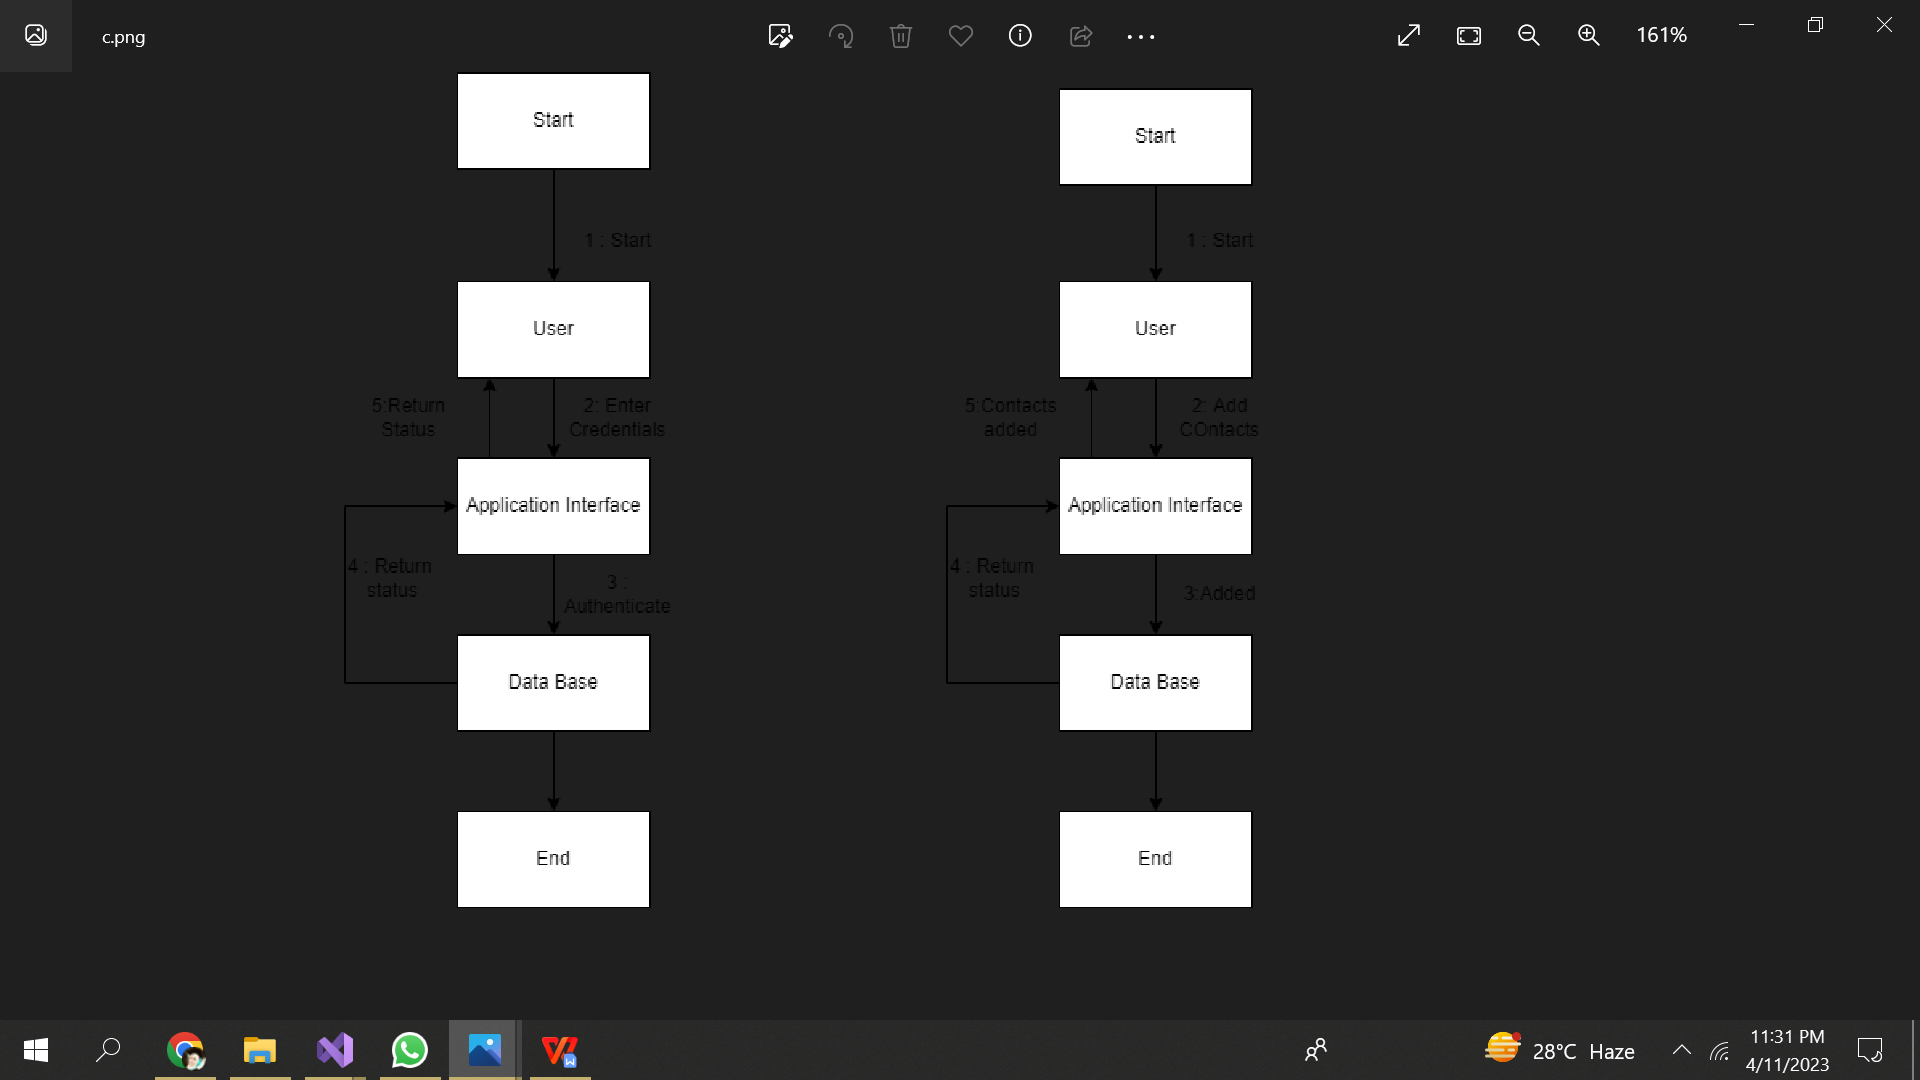 c.png
161%
Start
1 : Start
User
5:Return
Status
2: Enter
Credentials
Application Interface
4 : Return
status
3 :
Authenticate
Data Base
End
Start
1 : Start
User
5:Contacts
added
2: Add
COntacts
Application Interface
4 : Return
status
3:Added
Data Base
End
28°C Haze
11:31 PM
4/11/2023